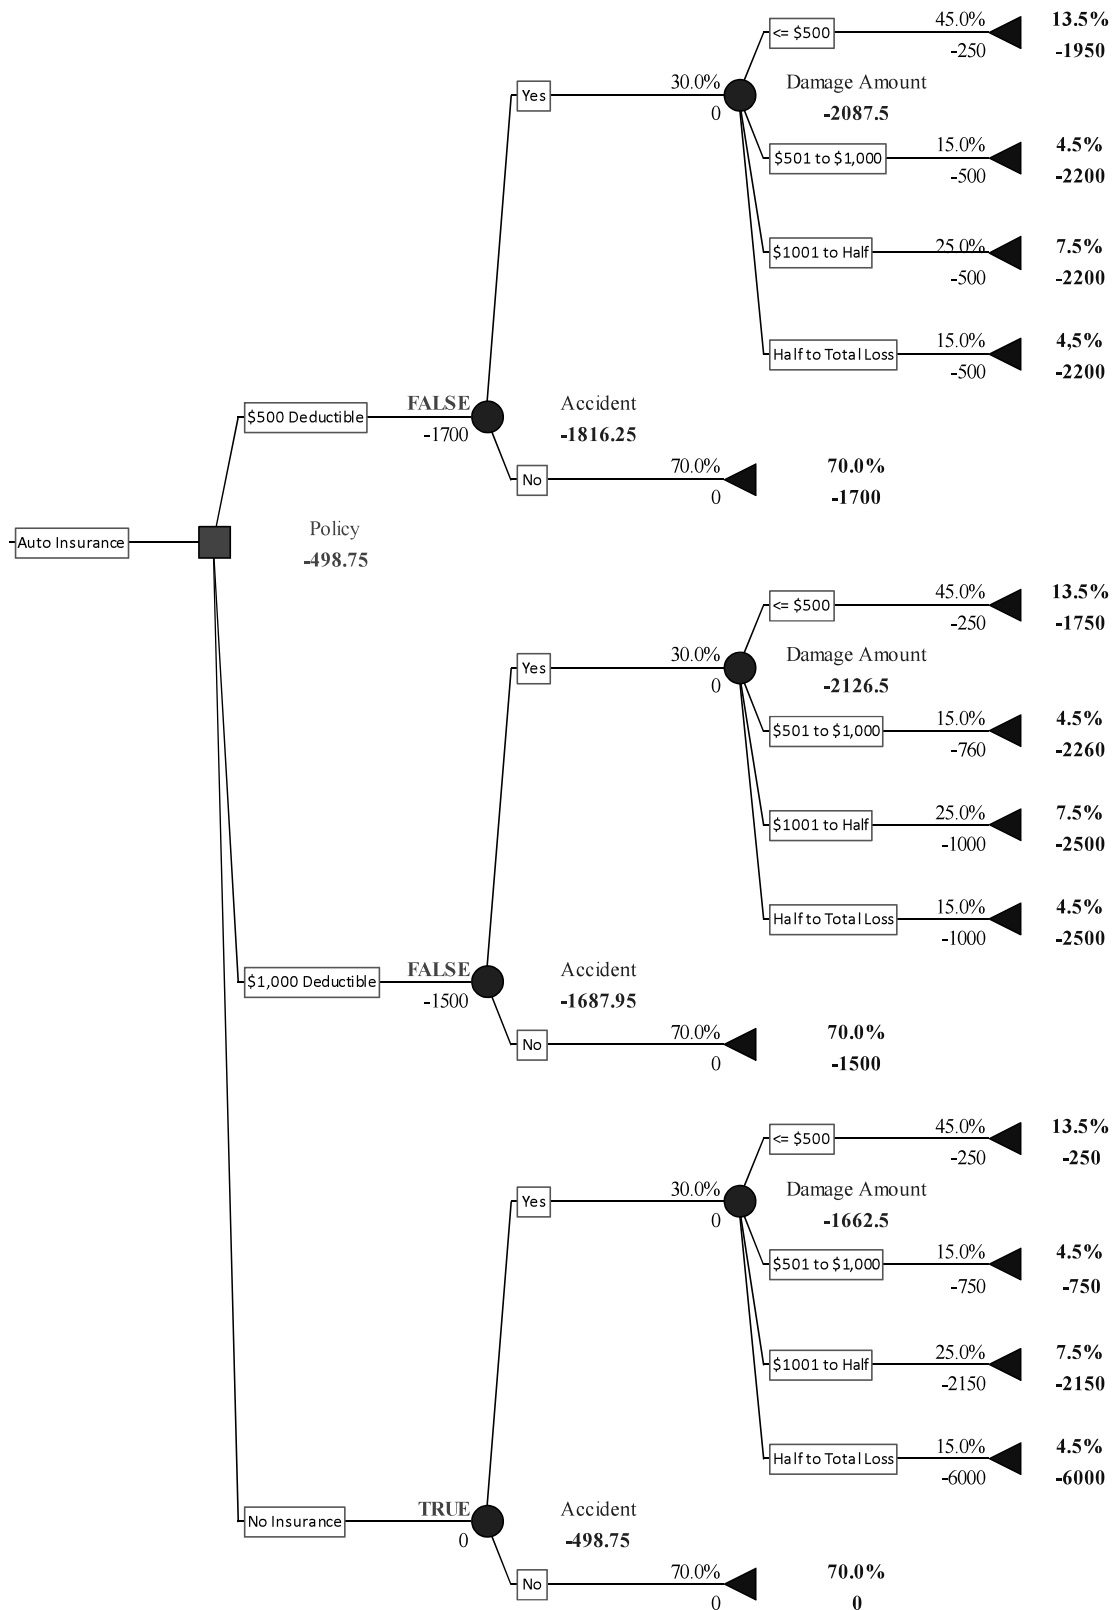 45.0% 13.5%
<= $500
-250 -1950
30.0% Damage Amount
Yes
0 -2087.5
15.0% 4.5%
$501 to $1,000
-500 -2200
25.0% 7.5%
$1001 to Half
-500 -2200
15.0% 4,5%
Half to Total Loss
-500 -2200
FALSE Accident
$500 Deductible
-1700 -1816.25
70.0% 70.0%
No
0 -1700
Policy
Auto Insurance
-498.75
45.0% 13.5%
<= $500
-250 -1750
30.0% Damage Amount
Yes
0 -2126.5
15.0% 4.5%
$501 to $1,000
-760 -2260
25.0% 7.5%
$1001 to Half
-1000 -2500
15.0% 4.5%
Half to Total Loss
-1000 -2500
FALSE Accident
$1,000 Deductible
-1500 -1687.95
70.0% 70.0%
No
0 -1500
45.0% 13.5%
<= $500
-250 -250
30.0% Damage Amount
Yes
0 -1662.5
15.0% 4.5%
$501 to $1,000
-750 -750
25.0% 7.5%
$1001 to Half
-2150 -2150
15.0% 4.5%
Half to Total Loss
-6000 -6000
TRUE Accident
No Insurance
0 -498.75
70.0% 70.0%
No
0 0